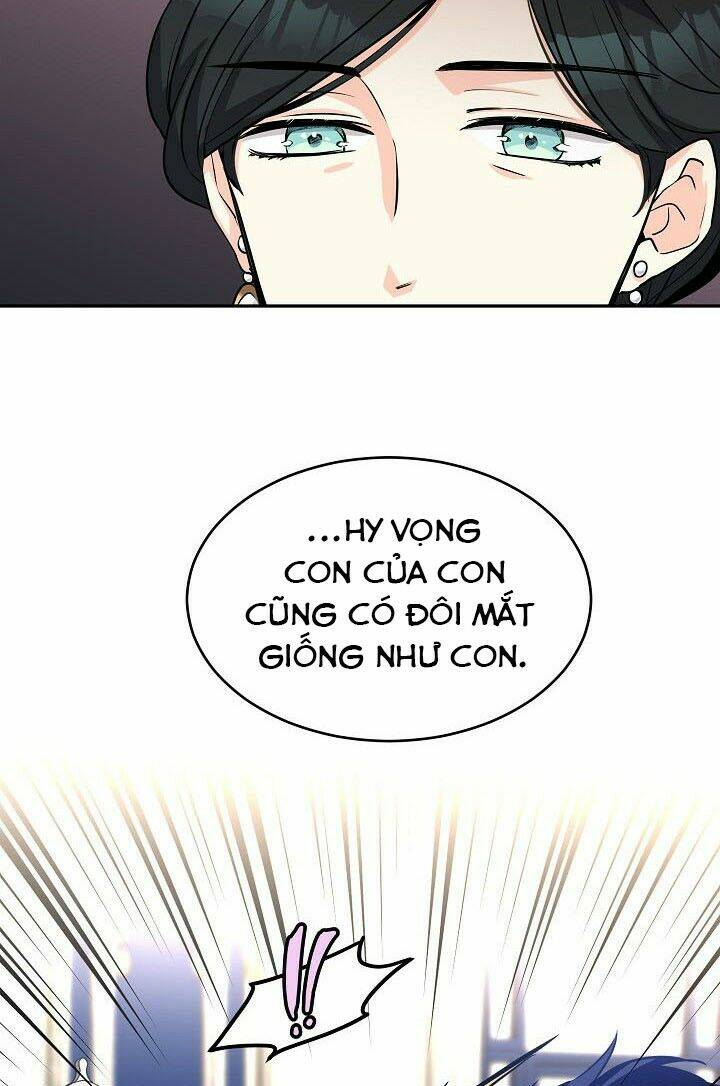 ...HY VỌNG
CON CỦA CON
CŨNG CÓ ĐÔI MẮT
GIỐNG NHƯ CON.
!!